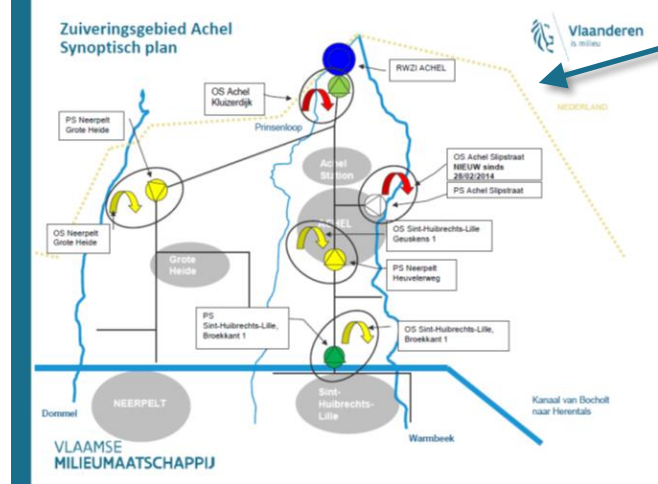 Zuiveringsgebied Achel
Synoptisch plan
Vlaanderen
is milieu
RWZI ACHEL
OS Achel
Kluizerdijk
NEDERLAND
PS Neerpelt
Grote Heide
Prinsenloop
Achel
Station
OS Achel Slipstraat
NIEUW sinds
28/02/2014
PS Achel Slipstraat
ACHEL
OS Neerpelt
Grote Heide
OS Sint-Huibrechts-Lille
Geuskens 1
Grote
Heide
PS Neerpelt
Heuvelerweg
PS
Sint-Huibrechts-Lille,
Broekkant 1
OS Sint-Huibrechts-Lille,
Broekkant 1
NEERPELT
Sint-
Huibrechts-
Lille
Kanaal van Bocholt
naar Herentals
Dommel
Warmbeek
VLAAMSE
MILIEUMAATSCHAPPIJ